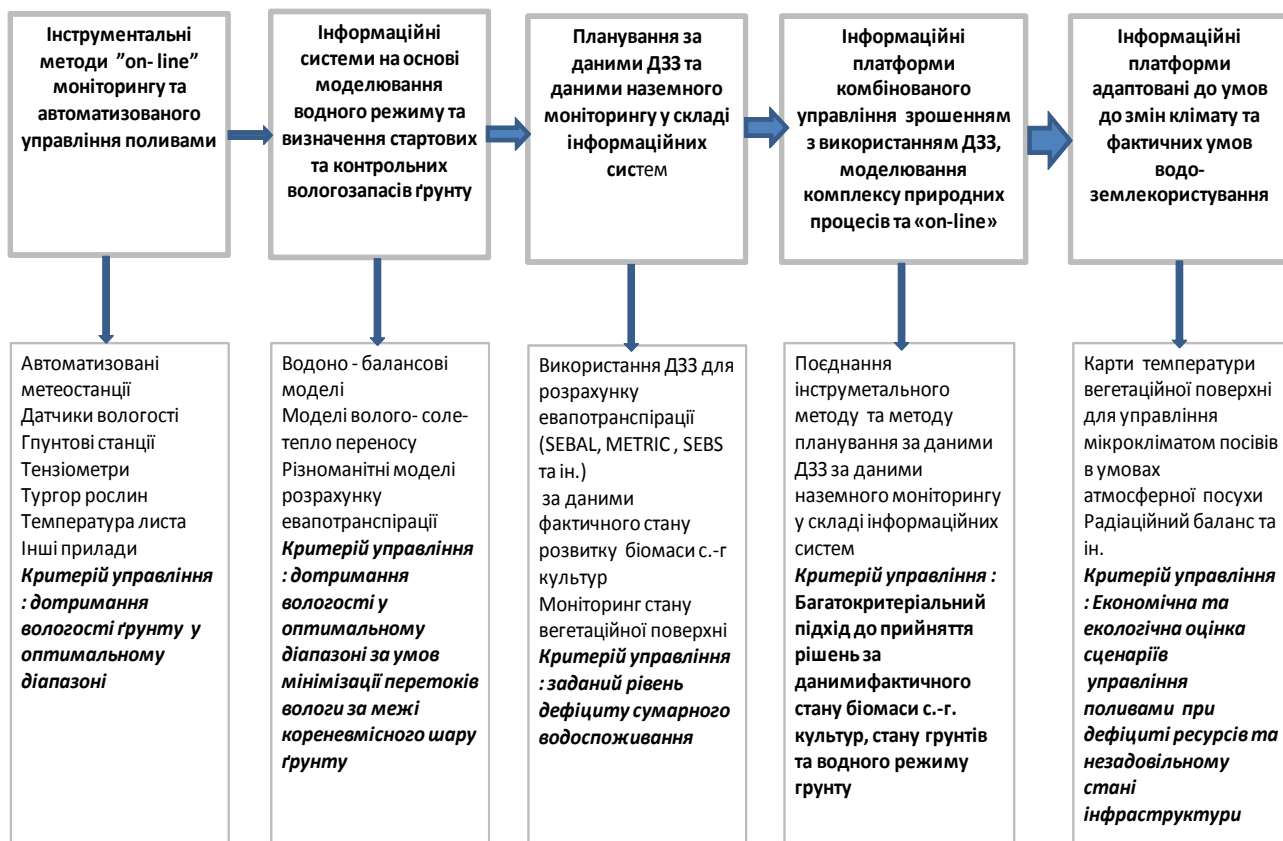 Інструментальні
методи ”on- line”
моніторингу та
автоматизованого
управління поливами
Інформаційні
системи на основі
моделювання
водного режиму та
визначення стартових
та контрольних
вологозапасів ґрунту
Планування за
даними ДЗЗ та
даними наземного
моніторингу у складі
інформаційних
систем
Інформаційні
платформи
комбінованого
управління зрошенням
з використанням ДЗЗ,
моделювання
комплексу природних
процесів та «on-line»
Інформаційні
платформи
адаптовані до умов
до змін клімату та
фактичних умов
водо-
землекористування
Автоматизовані
метеостанції
Датчики вологості
Гпунтові станції
Тензіометри
Тургор рослин
Температура листа
Інші прилади
Критерій управління
: дотримання
вологості ґрунту у
оптимальному
діапазоні
Водоно - балансові
моделі
Моделі волого- соле-
тепло переносу
Різноманітні моделі
розрахунку
евапотранспірації
Критерій управління
: дотримання
вологості у
оптимальному
діапазоні за умов
мінімізації перетоків
вологи за межі
кореневмісного шару
ґрунту
Використання ДЗЗ для
розрахунку
евапотранспірації
(SEBAL, METRIC , SEBS
та ін.)
за даними
фактичного стану
розвитку біомаси с.-г
культур
Моніторинг стану
вегетаційної поверхні
Критерій управління
: заданий рівень
дефіциту сумарного
водоспоживання
Поєднання
інструметального
методу та методу
планування за даними
ДЗЗ за даними
наземного моніторингу
у складі інформаційних
систем
Критерій управління :
Багатокритеріальний
підхід до прийняття
рішень за
данимифактичного
стану біомаси с.-г.
культур, стану грунтів
та водного режиму
грунту
Карти температури
вегетаційної поверхні
для управління
мікрокліматом посівів
в умовах
атмосферної посухи
Радіаційний баланс та
ін.
Критерій управління
: Економічна та
екологічна оцінка
сценаріїв
управління
поливами при
дефіциті ресурсів та
незадовільному
стані
інфраструктури